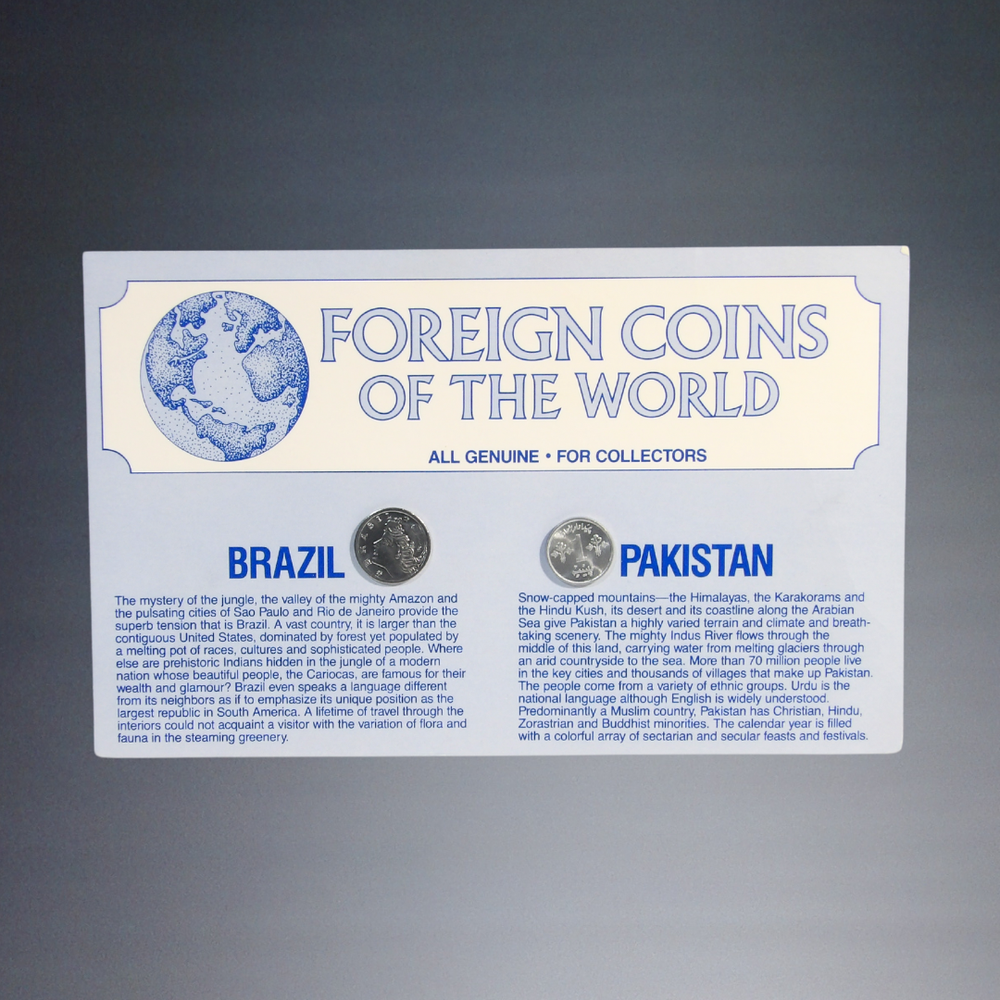 FOREIGN COINS
OF THE WORLD
ALL GENUINE • FOR COLLECTORS
BRAZIL
The mystery of the jungle, the valley of the mighty Amazon and
the pulsating cities of Sao Paulo and Rio de Janeiro provide the
superb tension that is Brazil. A vast country, it is larger than the
contiguous United States, dominated by forest yet populated by
a melting pot of races, cultures and sophisticated people. Where
else are prehistoric Indians hidden in the jungle of a modern
nation whose beautiful people, the Cariocas, are famous for their
wealth and glamour? Brazil even speaks a language different
from its neighbors as if to emphasize its unique position as the
largest republic in South America. A lifetime of travel through the
interiors could not acquaint a visitor with the variation of flora and
fauna in the steaming greenery.
PAKISTAN
Snow-capped mountains—the Himalayas, the Karakorams and
the Hindu Kush, its desert and its coastline along the Arabian
Sea give Pakistan a highly varied terrain and climate and breath-
taking scenery. The mighty Indus River flows through the
middle of this land, carrying water from melting glaciers through
an arid countryside to the sea. More than 70 million people live
in the key cities and thousands of villages that make up Pakistan.
The people come from a variety of ethnic groups. Urdu is the
national language although English is widely understood.
Predominantly a Muslim country, Pakistan has Christian, Hindu,
Zorastrian and Buddhist minorities. The calendar year is filled
with a colorful array of sectarian and secular feasts and festivals.